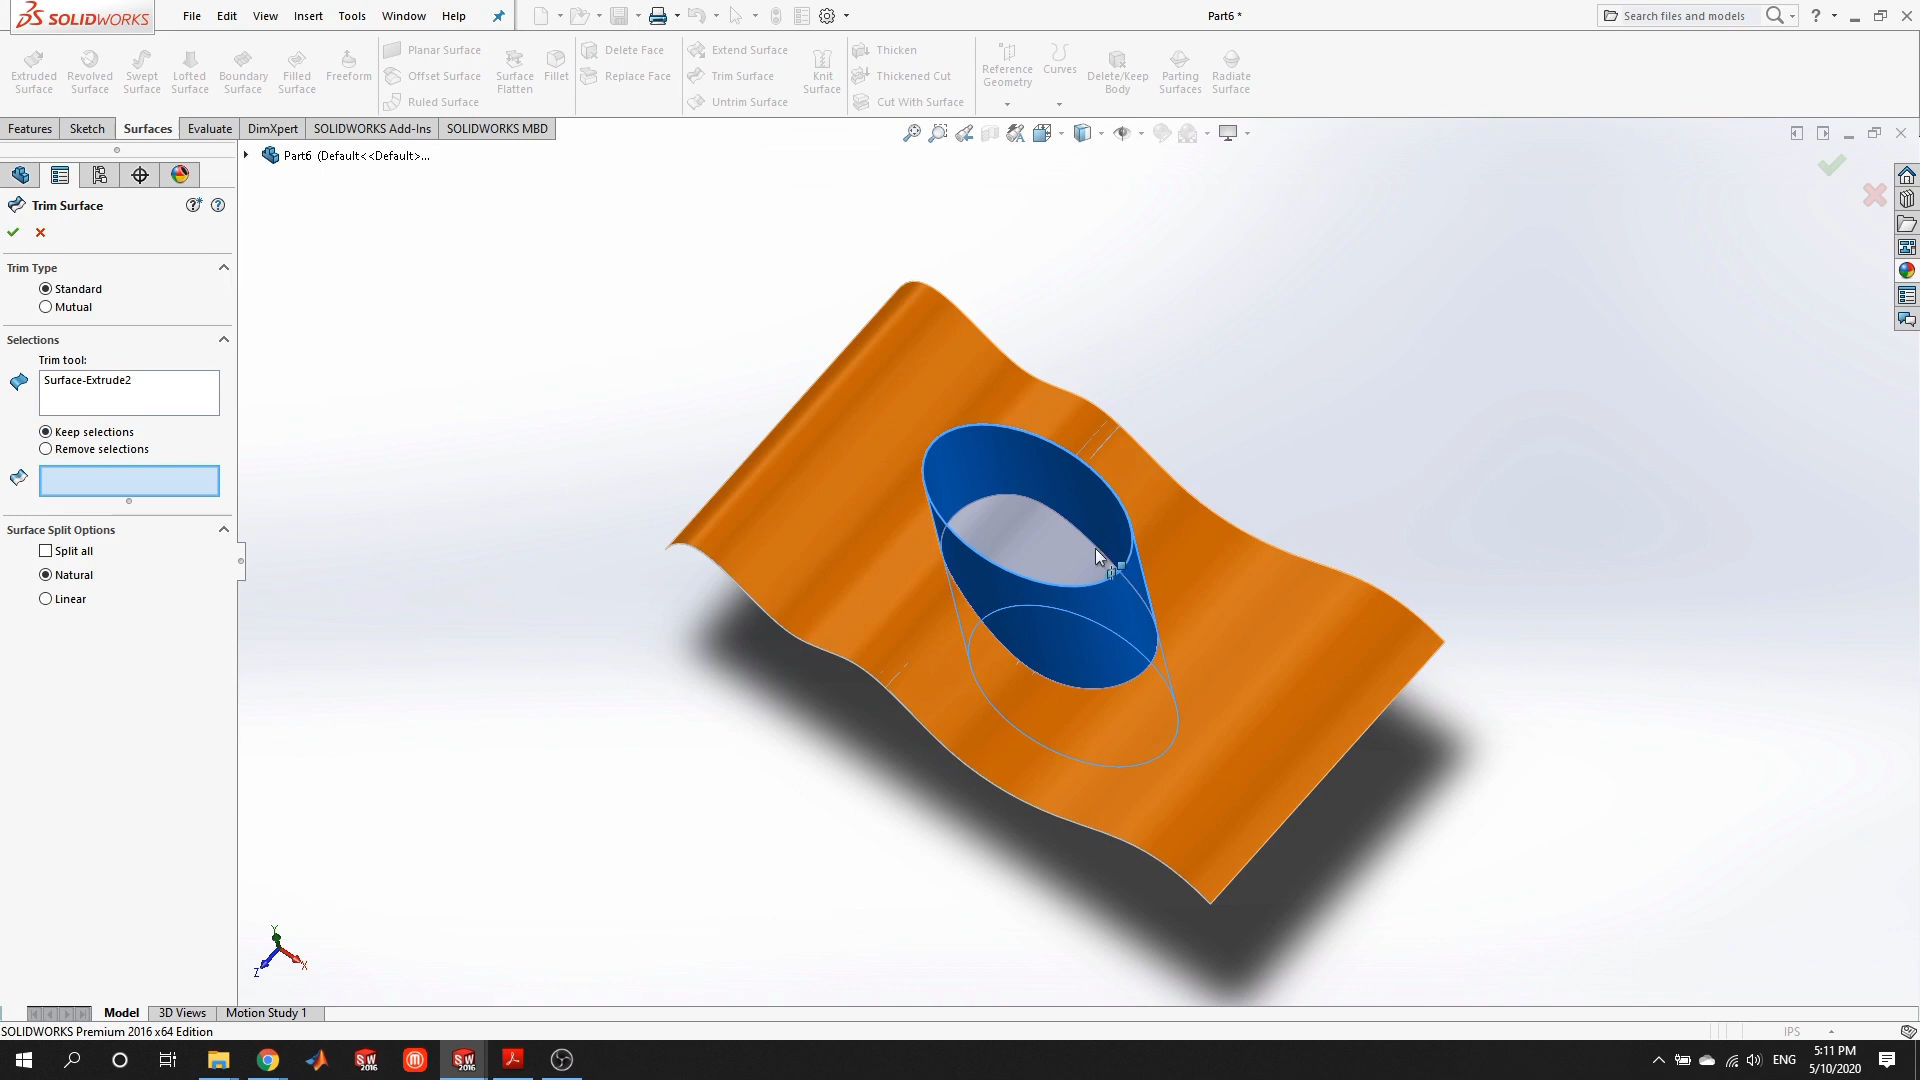 SOLIDWORKS File Edit View Insert Tools Window Help Part6 * Search files and models
Extruded Surface Revolved Surface Swept Surface Lofted Surface Boundary Surface Filled Surface Freeform
Planar Surface
Offset Surface
Ruled Surface
Surface Flatten Fillet
Delete Face
Replace Face
Extend Surface
Trim Surface
Untrim Surface
Knit Surface
Thicken
Thickened Cut
Cut With Surface
Reference Geometry Curves Delete/Keep Body Parting Surfaces Radiate Surface
Features Sketch Surfaces Evaluate DimXpert SOLIDWORKS Add-Ins SOLIDWORKS MBD
Part6 (Default<<Default>...
Trim Surface
Trim Type
Standard
Mutual
Selections
Trim tool:
Surface-Extrude2
Keep selections
Remove selections
Surface Split Options
Split all
Natural
Linear
Y
Z X
Model 3D Views Motion Study 1
SOLIDWORKS Premium 2016 x64 Edition IPS
SW 2016 SW 2016 ENG 5:11 PM
5/10/2020